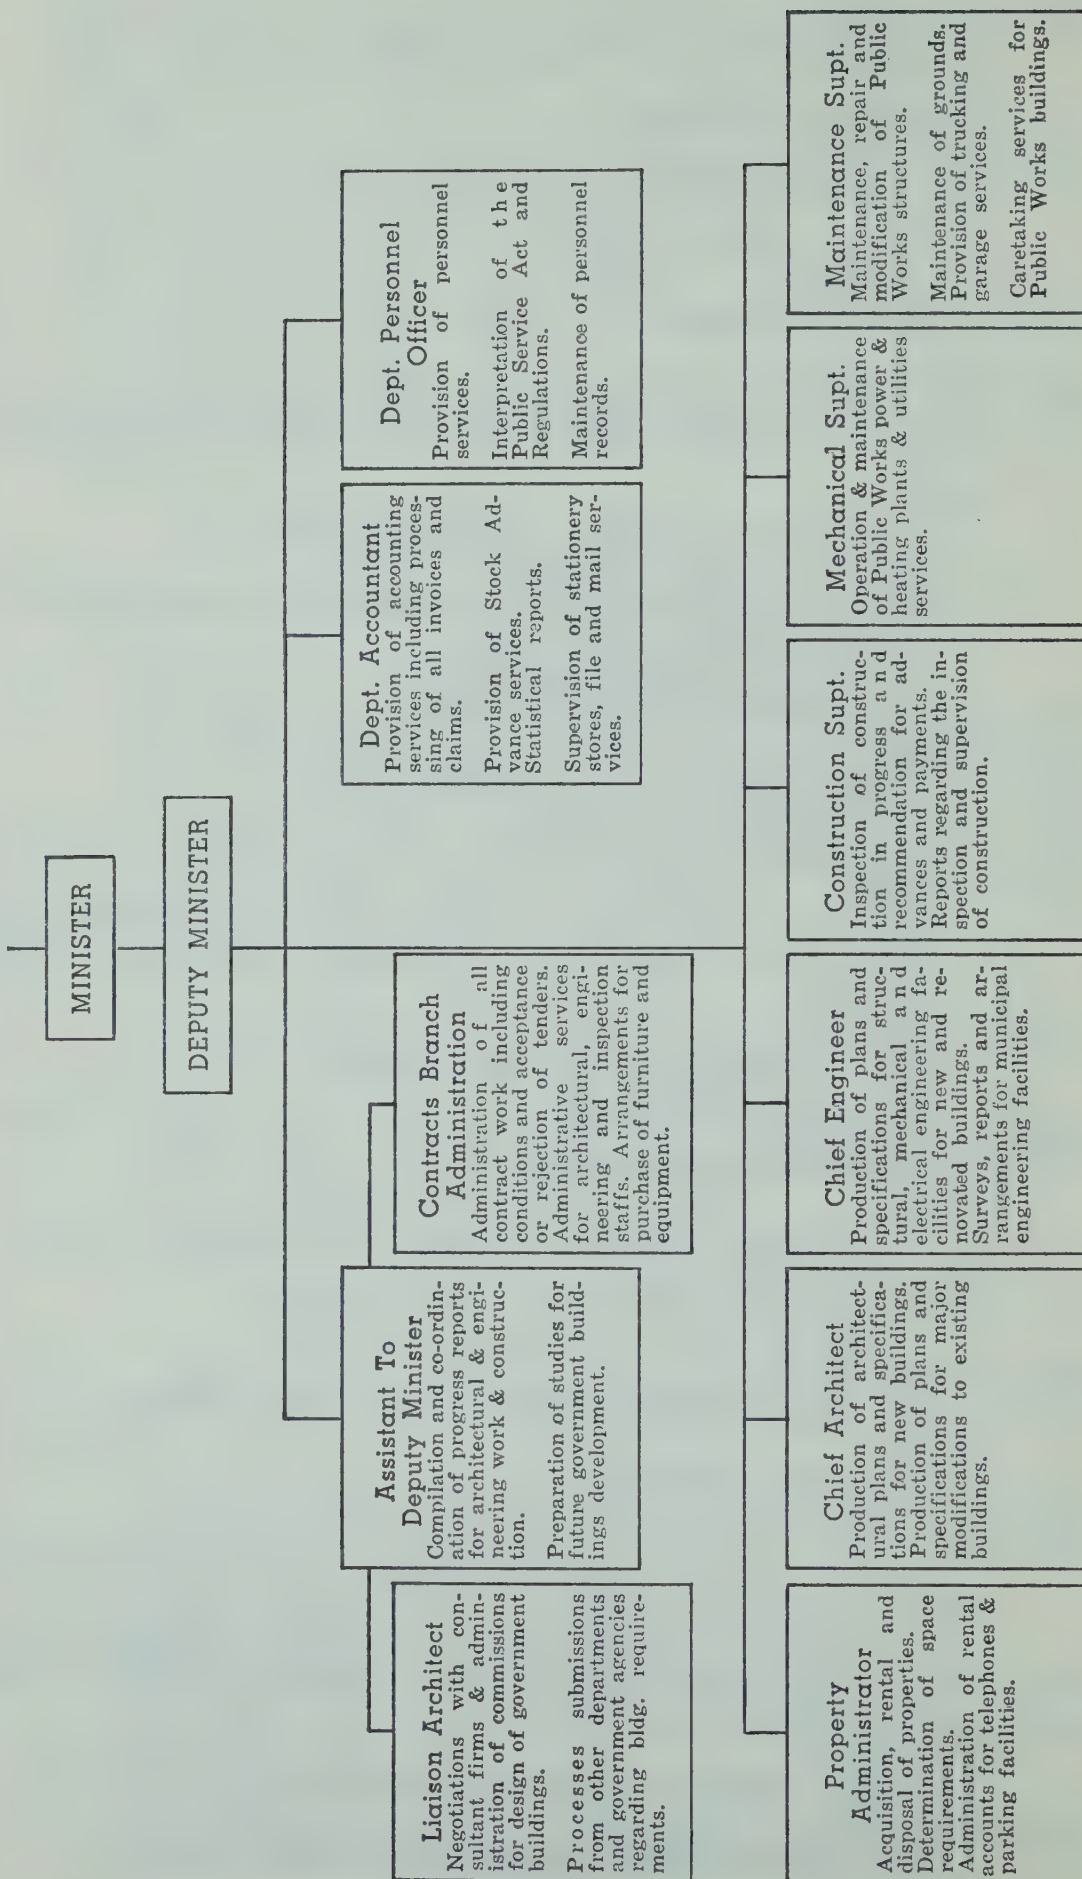 MINISTER
DEPUTY MINISTER
Assistant To
Deputy Minister
Compilation and co-ordin-
ation of progress reports
for architectural & engi-
neering work & construc-
tion.
Preparation of studies for
future government build-
ings development.
Dept. Accountant
Provision of accounting
services including proces-
sing of all invoices and
claims.
Provision of Stock Ad-
vance services.
Statistical reports.
Supervision of stationery
stores, file and mail ser-
vices.
Dept. Personnel
Officer
Provision of personnel
services.
Interpretation of the
Public Service Act and
Regulations.
Maintenance of personnel
records.
Liaison Architect
Negotiations with con-
sultant firms & admin-
istration of commissions
for design of government
buildings.
Processes submissions
from other departments
and government agencies
regarding bldg. require-
ments.
Contracts Branch
Administration
Administration of all
contract work including
conditions and acceptance
or rejection of tenders.
Administrative services
for architectural, engi-
neering and inspection
staffs. Arrangements for
purchase of furniture and
equipment.
Property
Administrator
Acquisition, rental and
disposal of properties.
Determination of space
requirements.
Administration of rental
accounts for telephones &
parking facilities.
Chief Architect
Production of architect-
ural plans and specifica-
tions for new buildings.
Production of plans and
specifications for major
modifications to existing
buildings.
Chief Engineer
Production of plans and
specifications for struc-
tural, mechanical and
electrical engineering fa-
cilities for new and re-
novated buildings.
Surveys, reports and ar-
rangements for municipal
engineering facilities.
Construction Supt.
Inspection of construc-
tion in progress and
recommendation for ad-
vances and payments.
Reports regarding the in-
spection and supervision
of construction.
Mechanical Supt.
Operation & maintenance
of Public Works power &
heating plants & utilities
services.
Maintenance Supt.
Maintenance, repair and
modification of Public
Works structures.
Maintenance of grounds.
Provision of trucking and
garage services.
Caretaking services for
Public Works buildings.